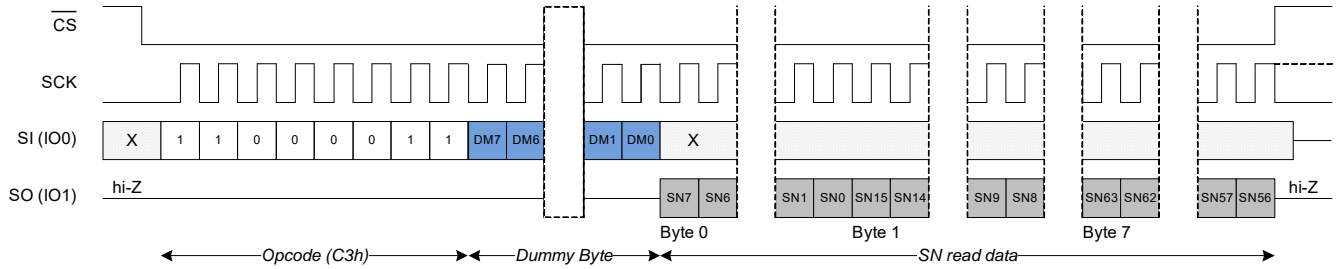 CS
SCK
SI (IO0) X 1 1 0 0 0 0 1 1 DM7 DM6 DM1 DM0 X
SO (IO1) hi-Z SN7 SN6 SN1 SN0 SN15 SN14 SN9 SN8 SN63 SN62 SN57 SN56 hi-Z
Byte 0 Byte 1 Byte 7
Opcode (C3h) Dummy Byte SN read data